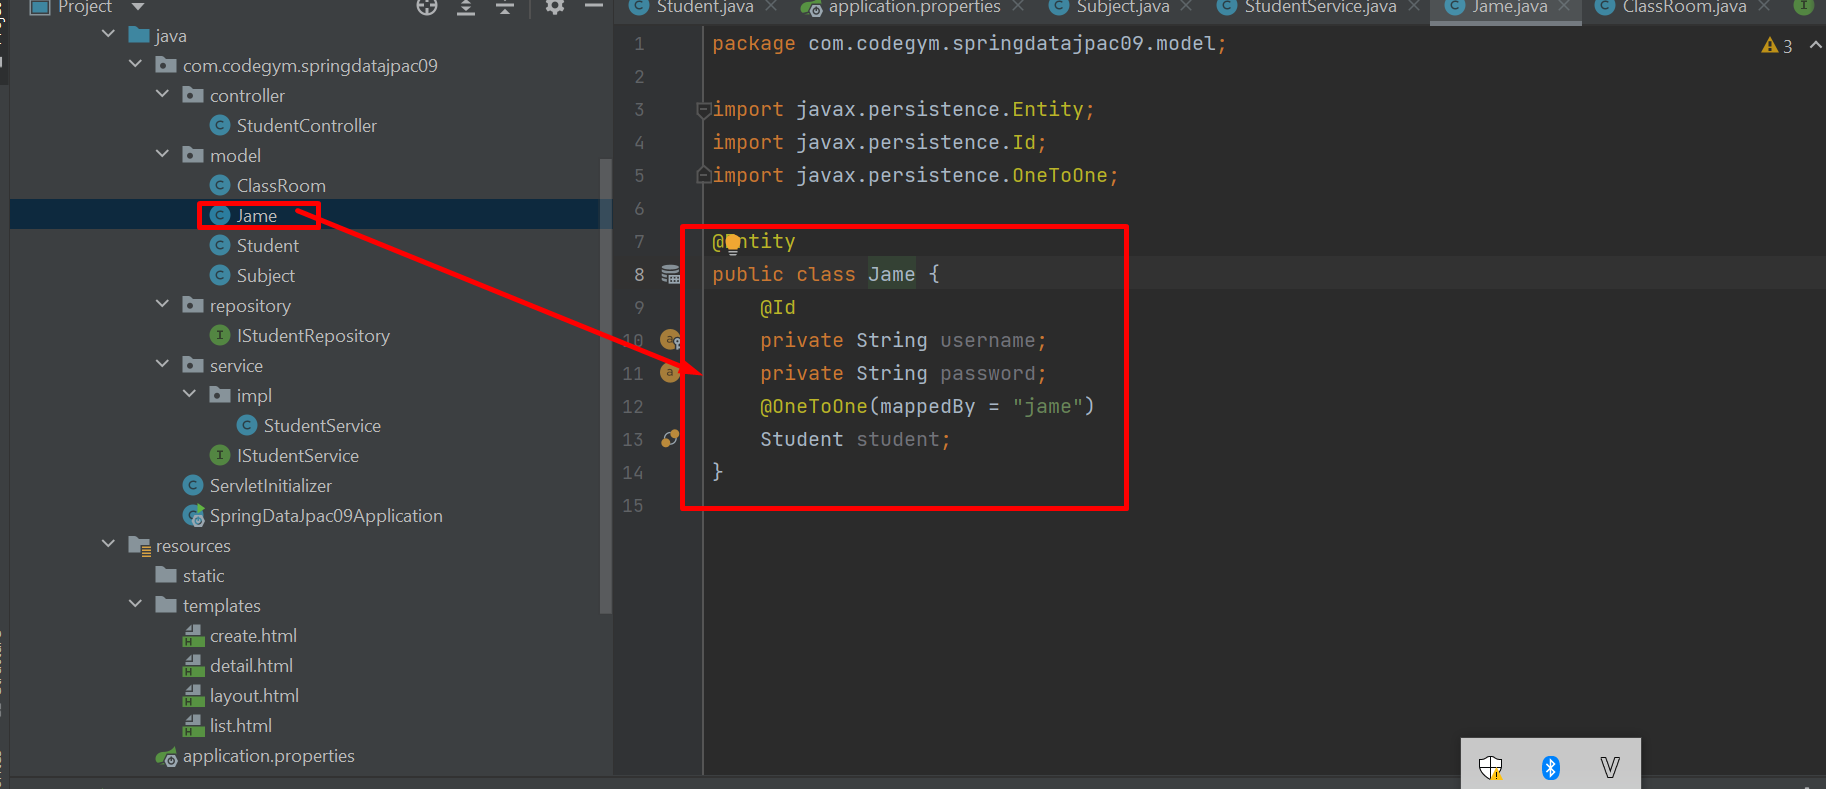 Project
Student.java
application.properties
Subject.java
StudentService.java
Jame.java
ClassRoom.java
java
com.codegym.springdatajpac09
controller
StudentController
model
ClassRoom
Jame
Student
Subject
repository
IStudentRepository
service
impl
StudentService
IStudentService
ServletInitializer
SpringDataJpac09Application
resources
static
templates
create.html
detail.html
layout.html
list.html
application.properties
3
1 package com.codegym.springdatajpac09.model;
2
3 import javax.persistence.Entity;
4 import javax.persistence.Id;
5 import javax.persistence.OneToOne;
6
7 @Entity
8 public class Jame {
9 @Id
10 private String username;
11 private String password;
12 @OneToOne(mappedBy = "jame")
13 Student student;
14 }
15